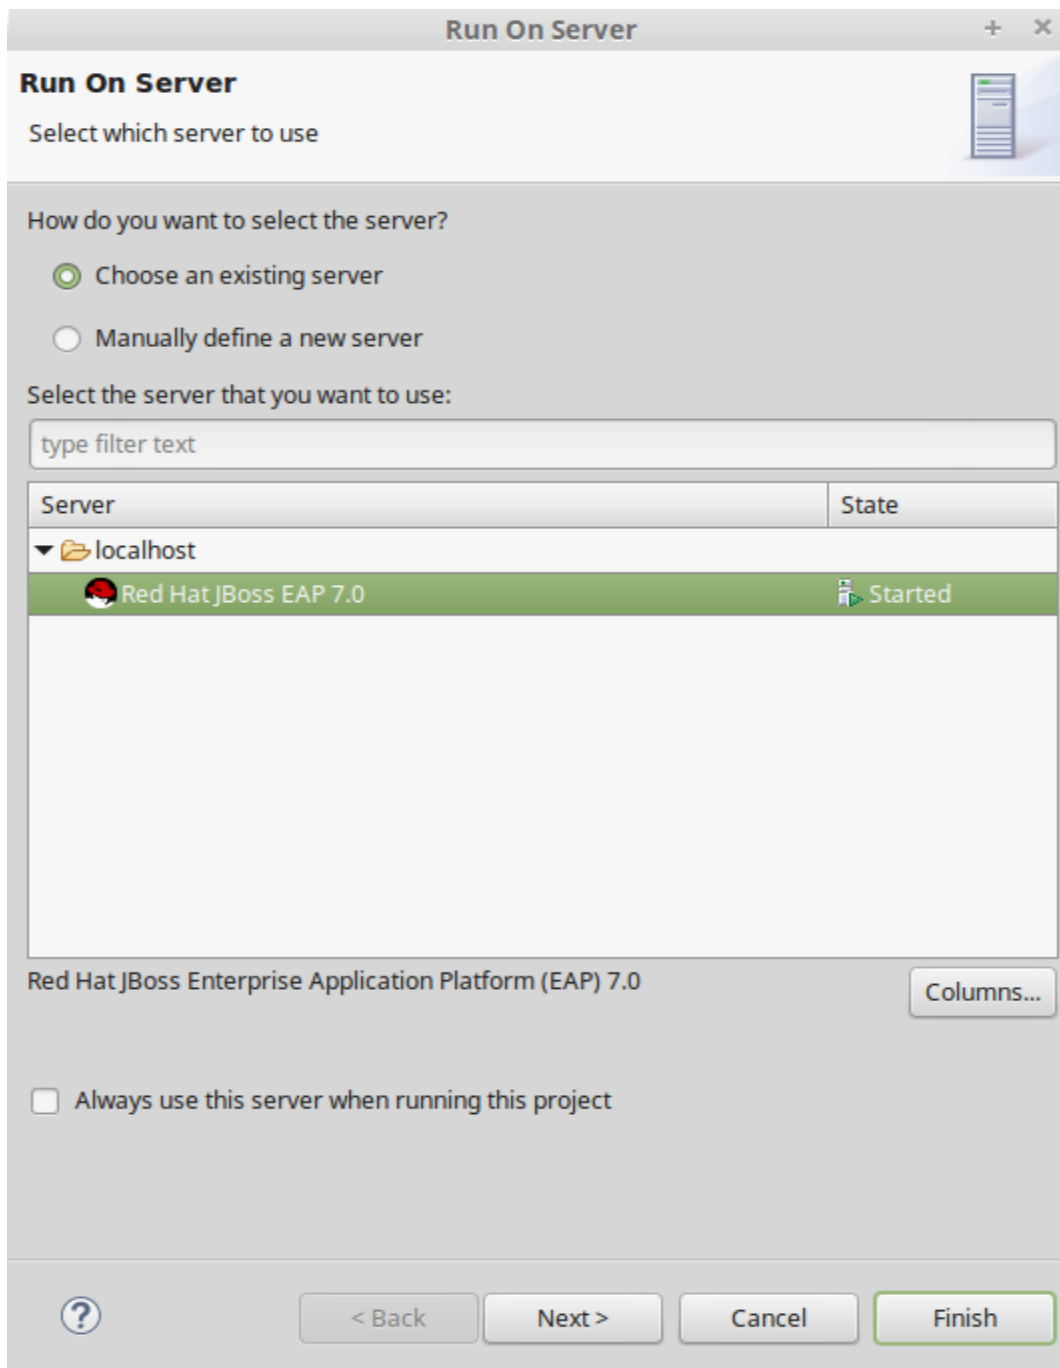 Run On Server
Run On Server
Select which server to use
How do you want to select the server?
Choose an existing server
Manually define a new server
Select the server that you want to use:
type filter text
Server State
localhost
Red Hat JBoss EAP 7.0 Started
Red Hat JBoss Enterprise Application Platform (EAP) 7.0
Columns...
Always use this server when running this project
? < Back Next > Cancel Finish